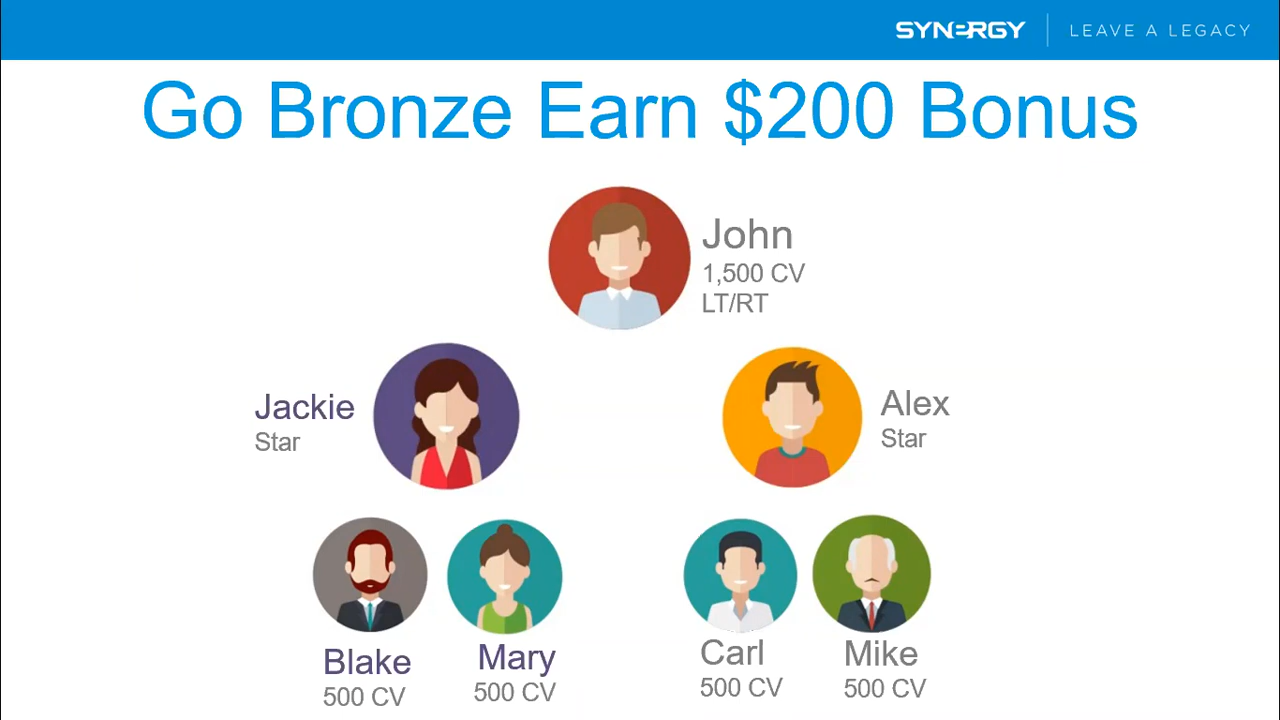 SYNERGY | LEAVE A LEGACY
Go Bronze Earn $200 Bonus
John
1,500 CV
LT/RT
Jackie
Star
Alex
Star
Blake
500 CV
Mary
500 CV
Carl
500 CV
Mike
500 CV